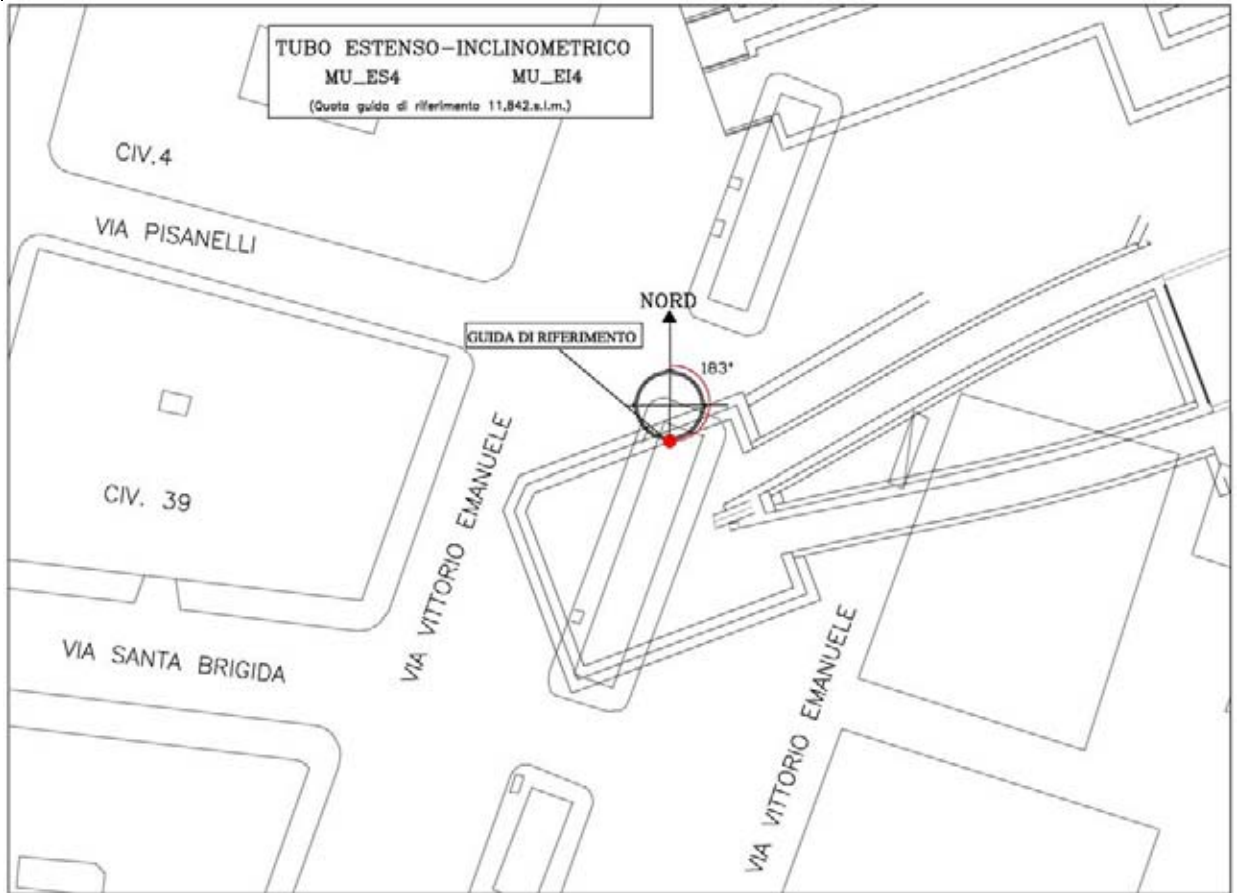 TUBO ESTENSO-INCLINOMETRICO
MU_ES4 MU_EI4
(Quota guida di riferimento 11,842.s.l.m.)
CIV.4
VIA PISANELLI
NORD
GUIDA DI RIFERIMENTO
183°
CIV. 39
VIA VITTORIO EMANUELE
VIA SANTA BRIGIDA
VIA VITTORIO EMANUELE